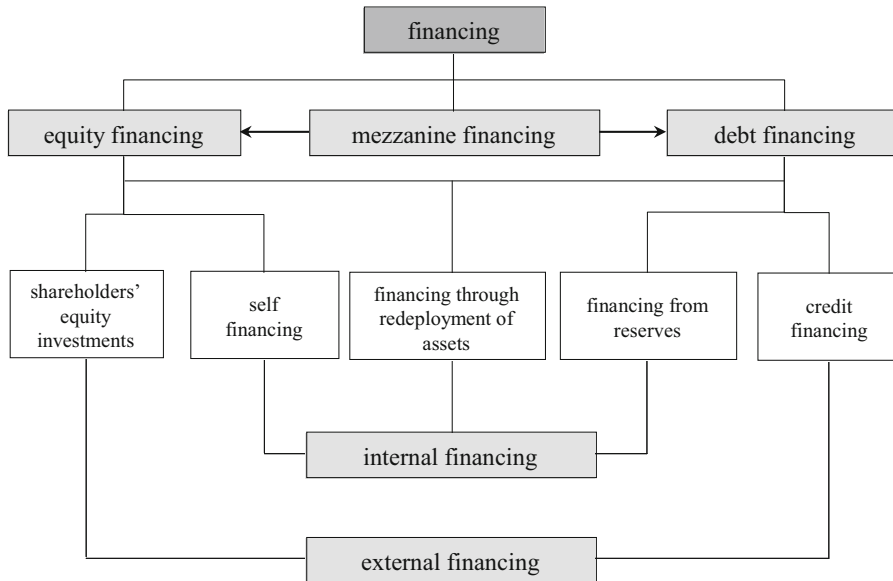 financing
equity financing
mezzanine financing
debt financing
shareholders’
equity
investments
self
financing
financing through
redeployment of
assets
financing from
reserves
credit
financing
internal financing
external financing